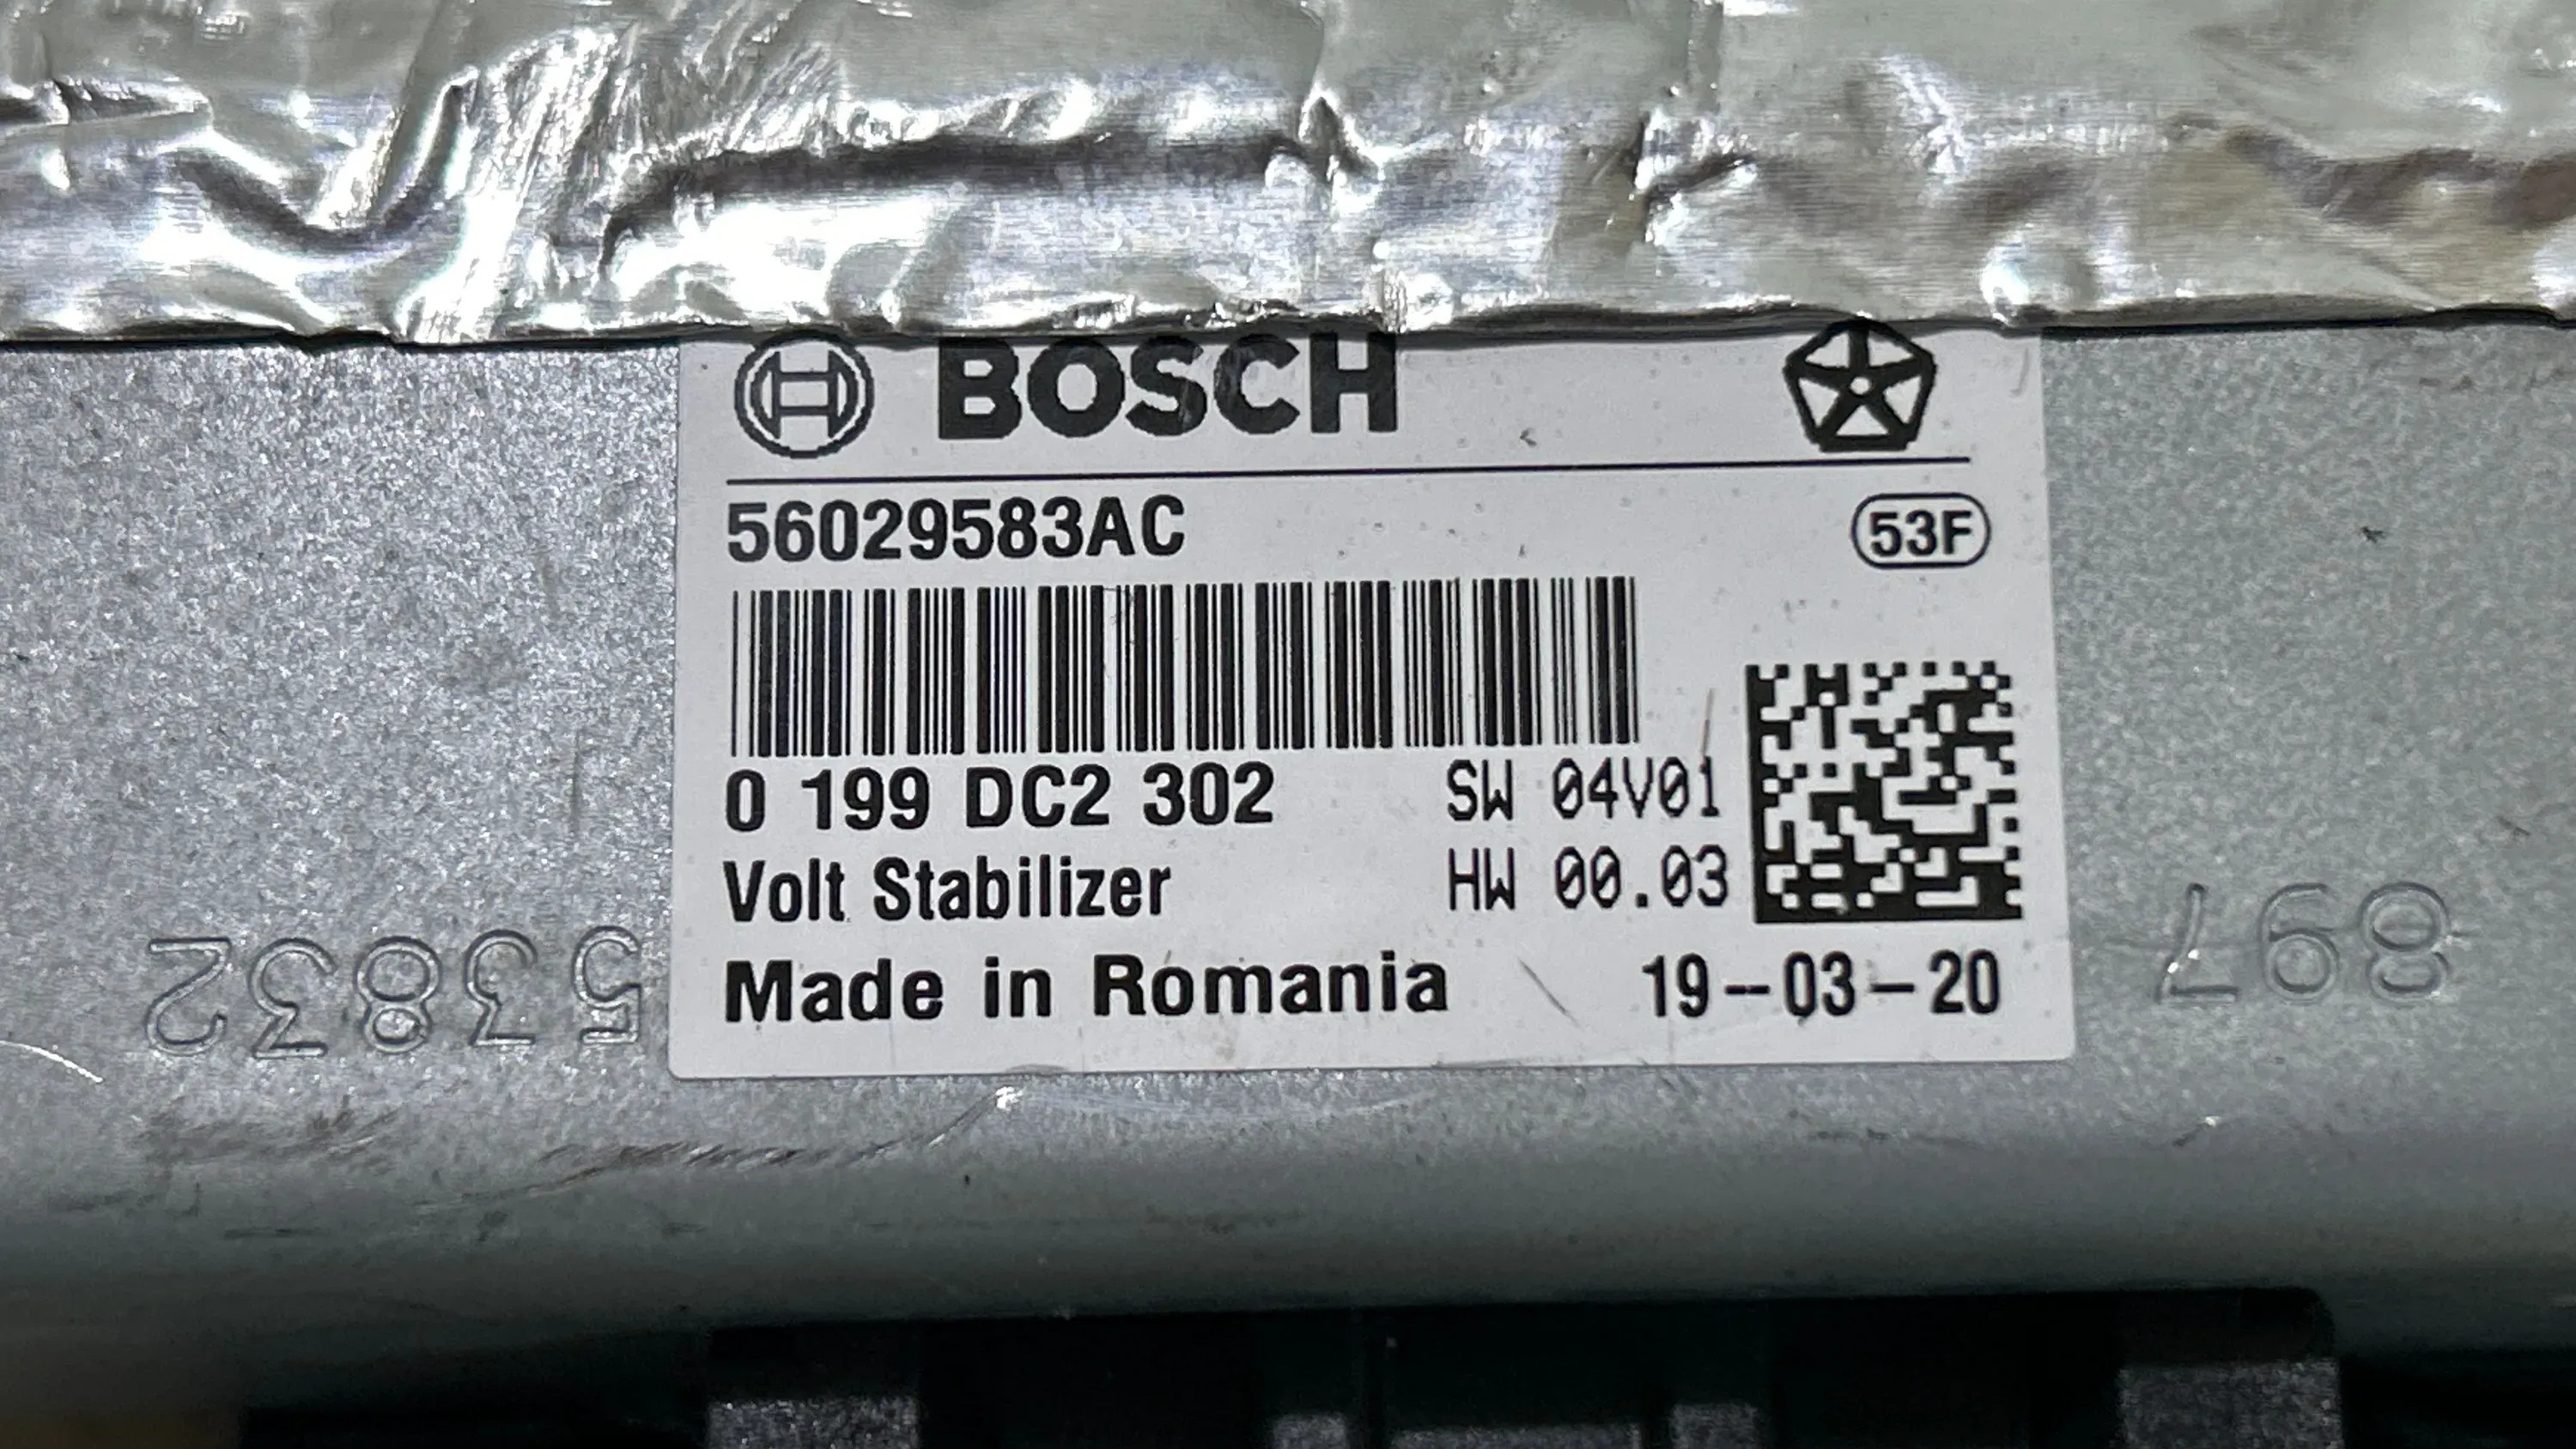 BOSCH
56029583AC
53F
0 199 DC2 302 SW 04V01
Volt Stabilizer HW 00.03
Made in Romania 19-03-20
53832
897